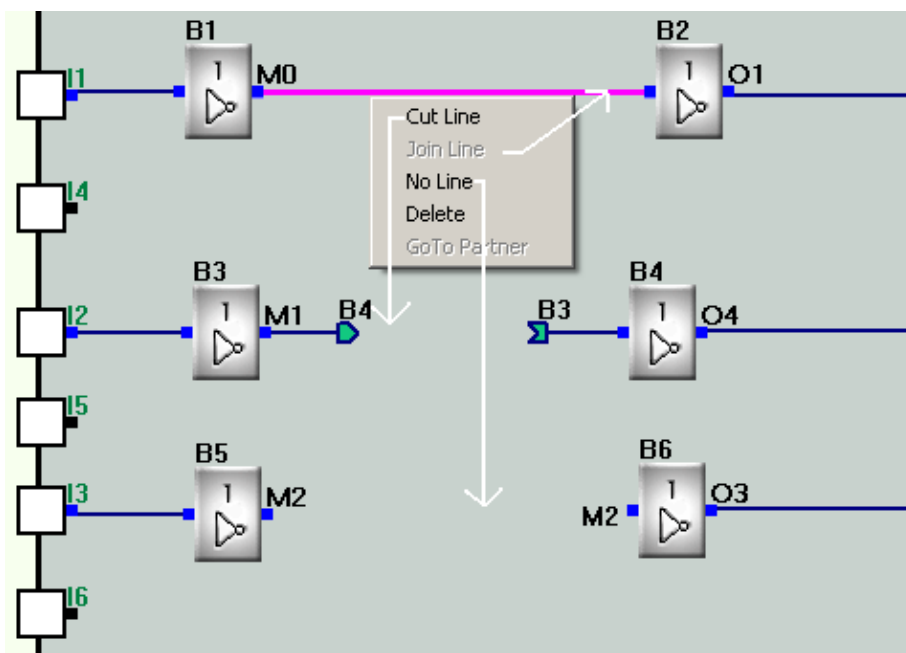 B1
B2
I1
1
M0
1
O1
Cut Line
Join Line
No Line
Delete
GoTo Partner
I4
B3
B4
I2
1
M1
B4
B3
1
O4
I5
B5
B6
I3
1
M2
M2
1
O3
I6